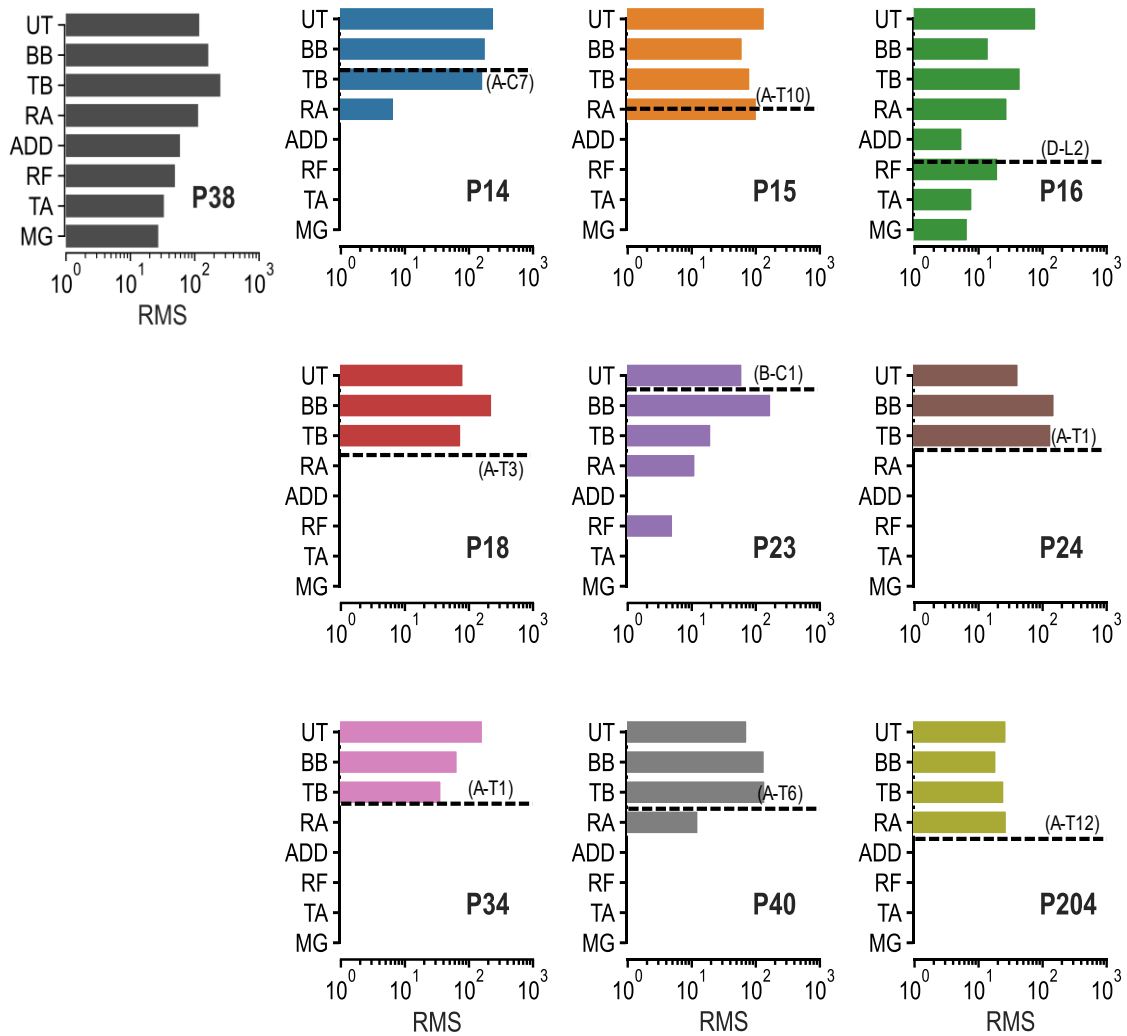 UT
BB
TB
RA
ADD
RF
TA
MG
P38
10^0 10^1 10^2 10^3
RMS
UT
BB
TB
RA
ADD
RF
TA
MG
(A-C7)
P14
10^0 10^1 10^2 10^3
UT
BB
TB
RA
ADD
RF
TA
MG
(A-T10)
P15
10^0 10^1 10^2 10^3
UT
BB
TB
RA
ADD
RF
TA
MG
(D-L2)
P16
10^0 10^1 10^2 10^3
UT
BB
TB
RA
ADD
RF
TA
MG
(A-T3)
P18
10^0 10^1 10^2 10^3
UT
BB
TB
RA
ADD
RF
TA
MG
(B-C1)
P23
10^0 10^1 10^2 10^3
UT
BB
TB
RA
ADD
RF
TA
MG
(A-T1)
P24
10^0 10^1 10^2 10^3
UT
BB
TB
RA
ADD
RF
TA
MG
(A-T1)
P34
10^0 10^1 10^2 10^3
RMS
UT
BB
TB
RA
ADD
RF
TA
MG
(A-T6)
P40
10^0 10^1 10^2 10^3
RMS
UT
BB
TB
RA
ADD
RF
TA
MG
(A-T12)
P204
10^0 10^1 10^2 10^3
RMS